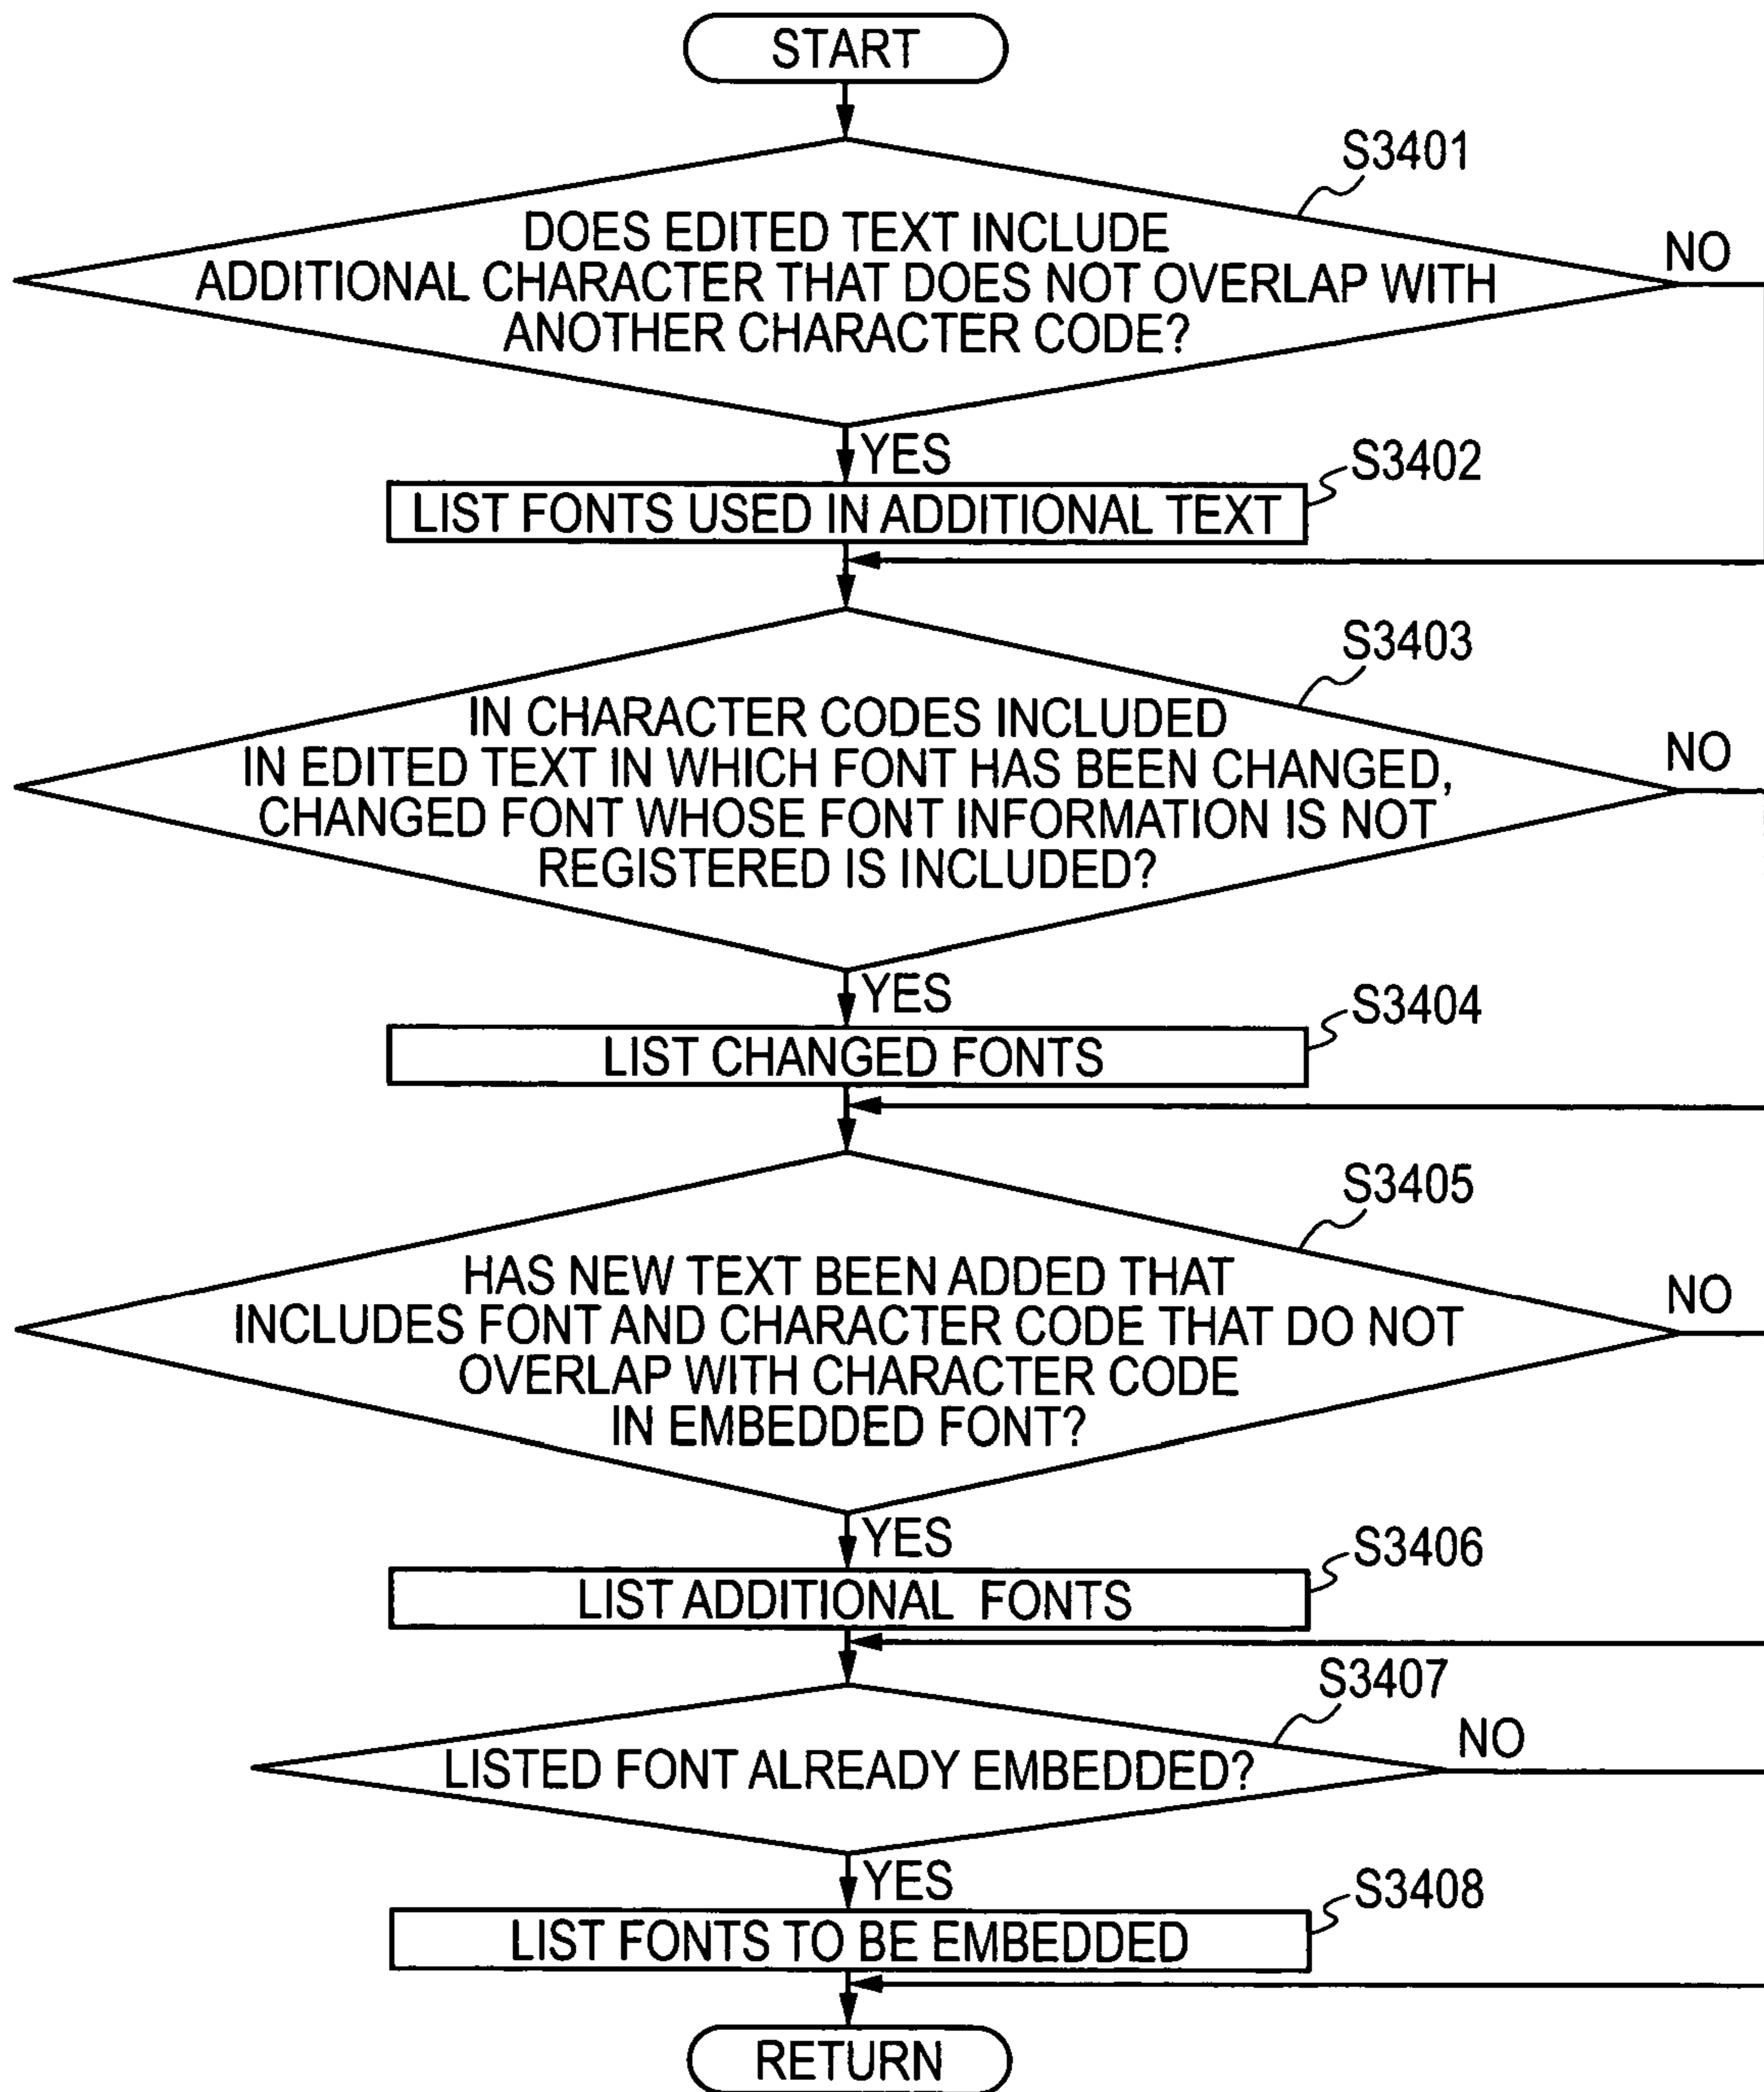 START
S3401
DOES EDITED TEXT INCLUDE
ADDITIONAL CHARACTER THAT DOES NOT OVERLAP WITH
ANOTHER CHARACTER CODE?
NO
YES
S3402
LIST FONTS USED IN ADDITIONAL TEXT
S3403
IN CHARACTER CODES INCLUDED
IN EDITED TEXT IN WHICH FONT HAS BEEN CHANGED,
CHANGED FONT WHOSE FONT INFORMATION IS NOT
REGISTERED IS INCLUDED?
NO
YES
S3404
LIST CHANGED FONTS
S3405
HAS NEW TEXT BEEN ADDED THAT
INCLUDES FONT AND CHARACTER CODE THAT DO NOT
OVERLAP WITH CHARACTER CODE
IN EMBEDDED FONT?
NO
YES
S3406
LIST ADDITIONAL FONTS
S3407
LISTED FONT ALREADY EMBEDDED?
NO
YES
S3408
LIST FONTS TO BE EMBEDDED
RETURN